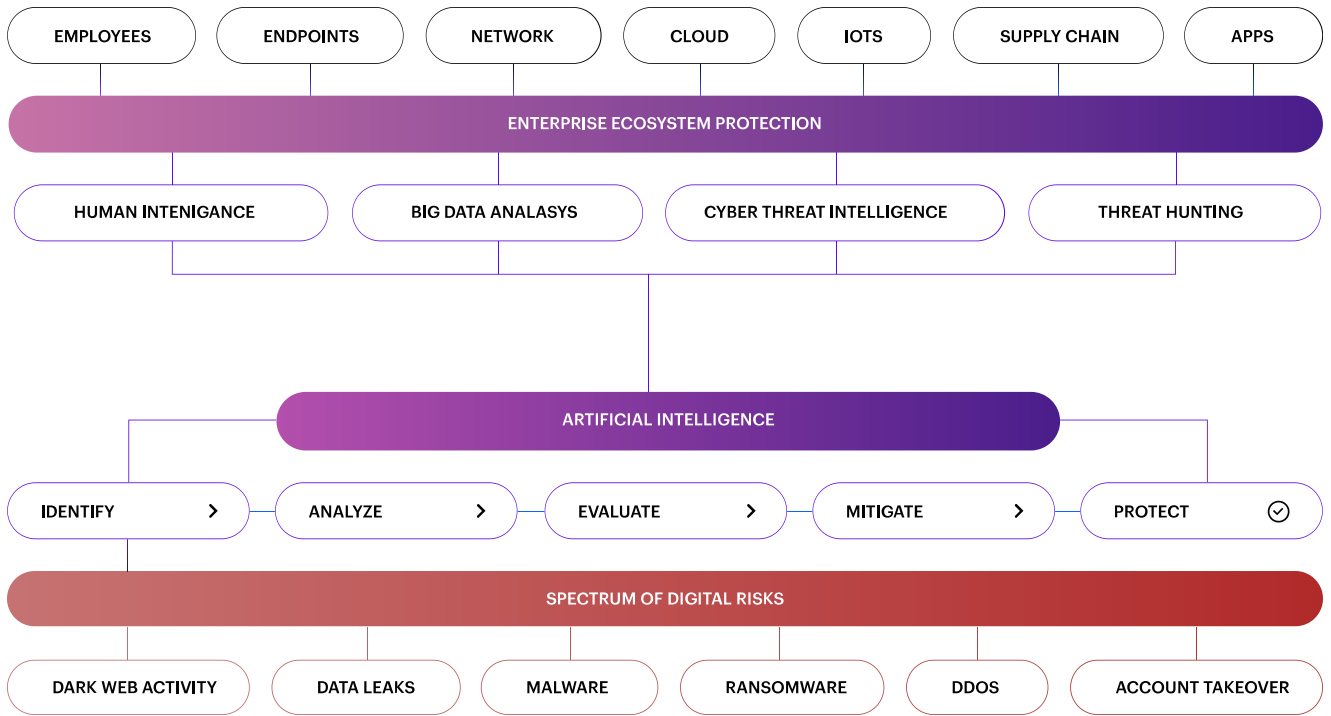 EMPLOYEES
ENDPOINTS
NETWORK
CLOUD
IOTS
SUPPLY CHAIN
APPS
ENTERPRISE ECOSYSTEM PROTECTION
HUMAN INTENIGANCE
BIG DATA ANALASYS
CYBER THREAT INTELLIGENCE
THREAT HUNTING
ARTIFICIAL INTELLIGENCE
IDENTIFY
ANALYZE
EVALUATE
MITIGATE
PROTECT
SPECTRUM OF DIGITAL RISKS
DARK WEB ACTIVITY
DATA LEAKS
MALWARE
RANSOMWARE
DDOS
ACCOUNT TAKEOVER